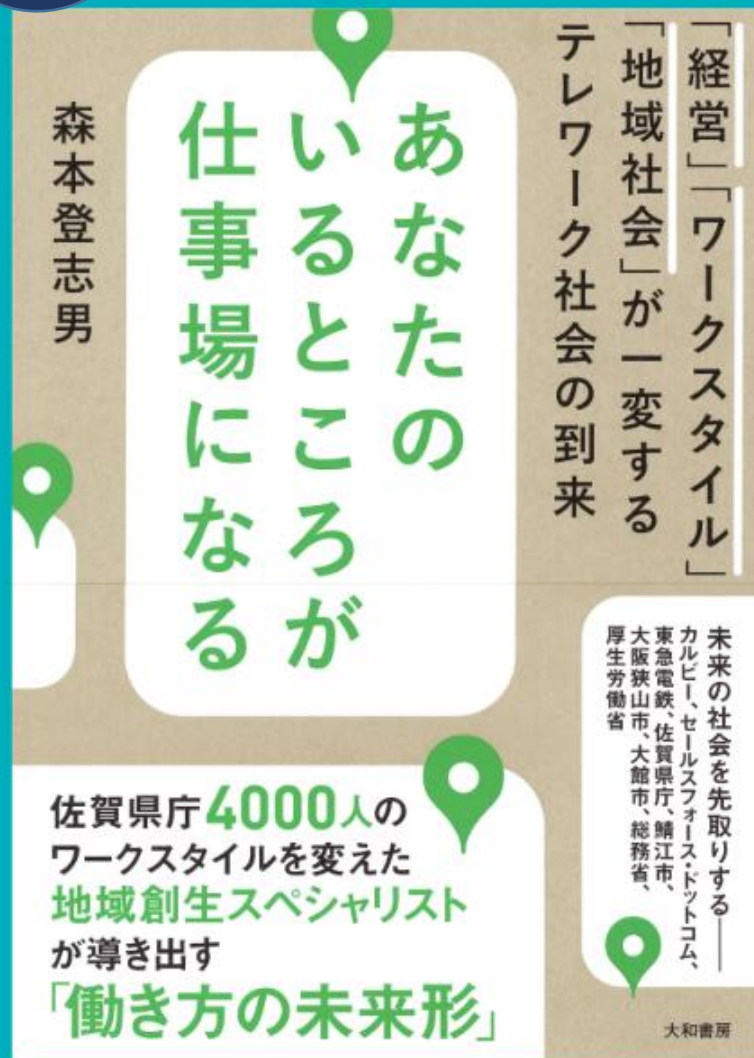 「経営」「ワークスタイル」
「地域社会」が一変する
テレワーク社会の到来
あなたの
いるところが
仕事場になる
森本登志男
未来の社会を先取りする――
カルビー、セールスフォース・ドットコム、
東急電鉄、佐賀県庁、鯖江市、
大阪狭山市、大館市、総務省、
厚生労働省
佐賀県庁4000人の
ワークスタイルを変えた
地域創生スペシャリスト
が導き出す
「働き方の未来形」
大和書房